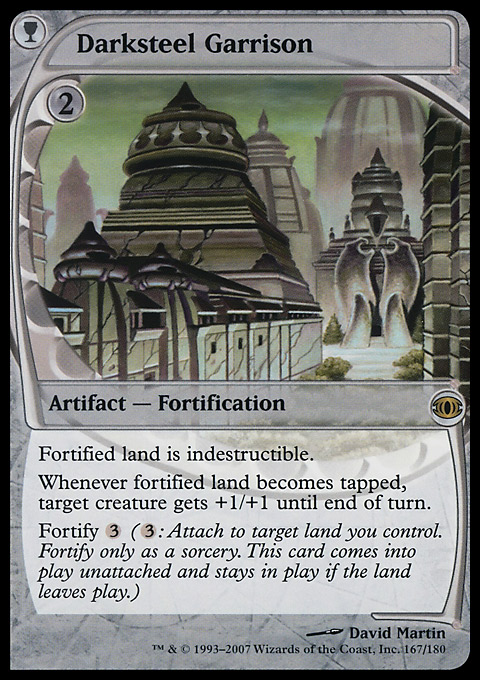 Darksteel Garrison
2
Artifact — Fortification
Fortified land is indestructible.
Whenever fortified land becomes tapped,
target creature gets +1/+1 until end of turn.
Fortify 3 (3: Attach to target land you control.
Fortify only as a sorcery. This card comes into
play unattached and stays in play if the land
leaves play.)
David Martin
™ & © 1993–2007 Wizards of the Coast, Inc. 167/180